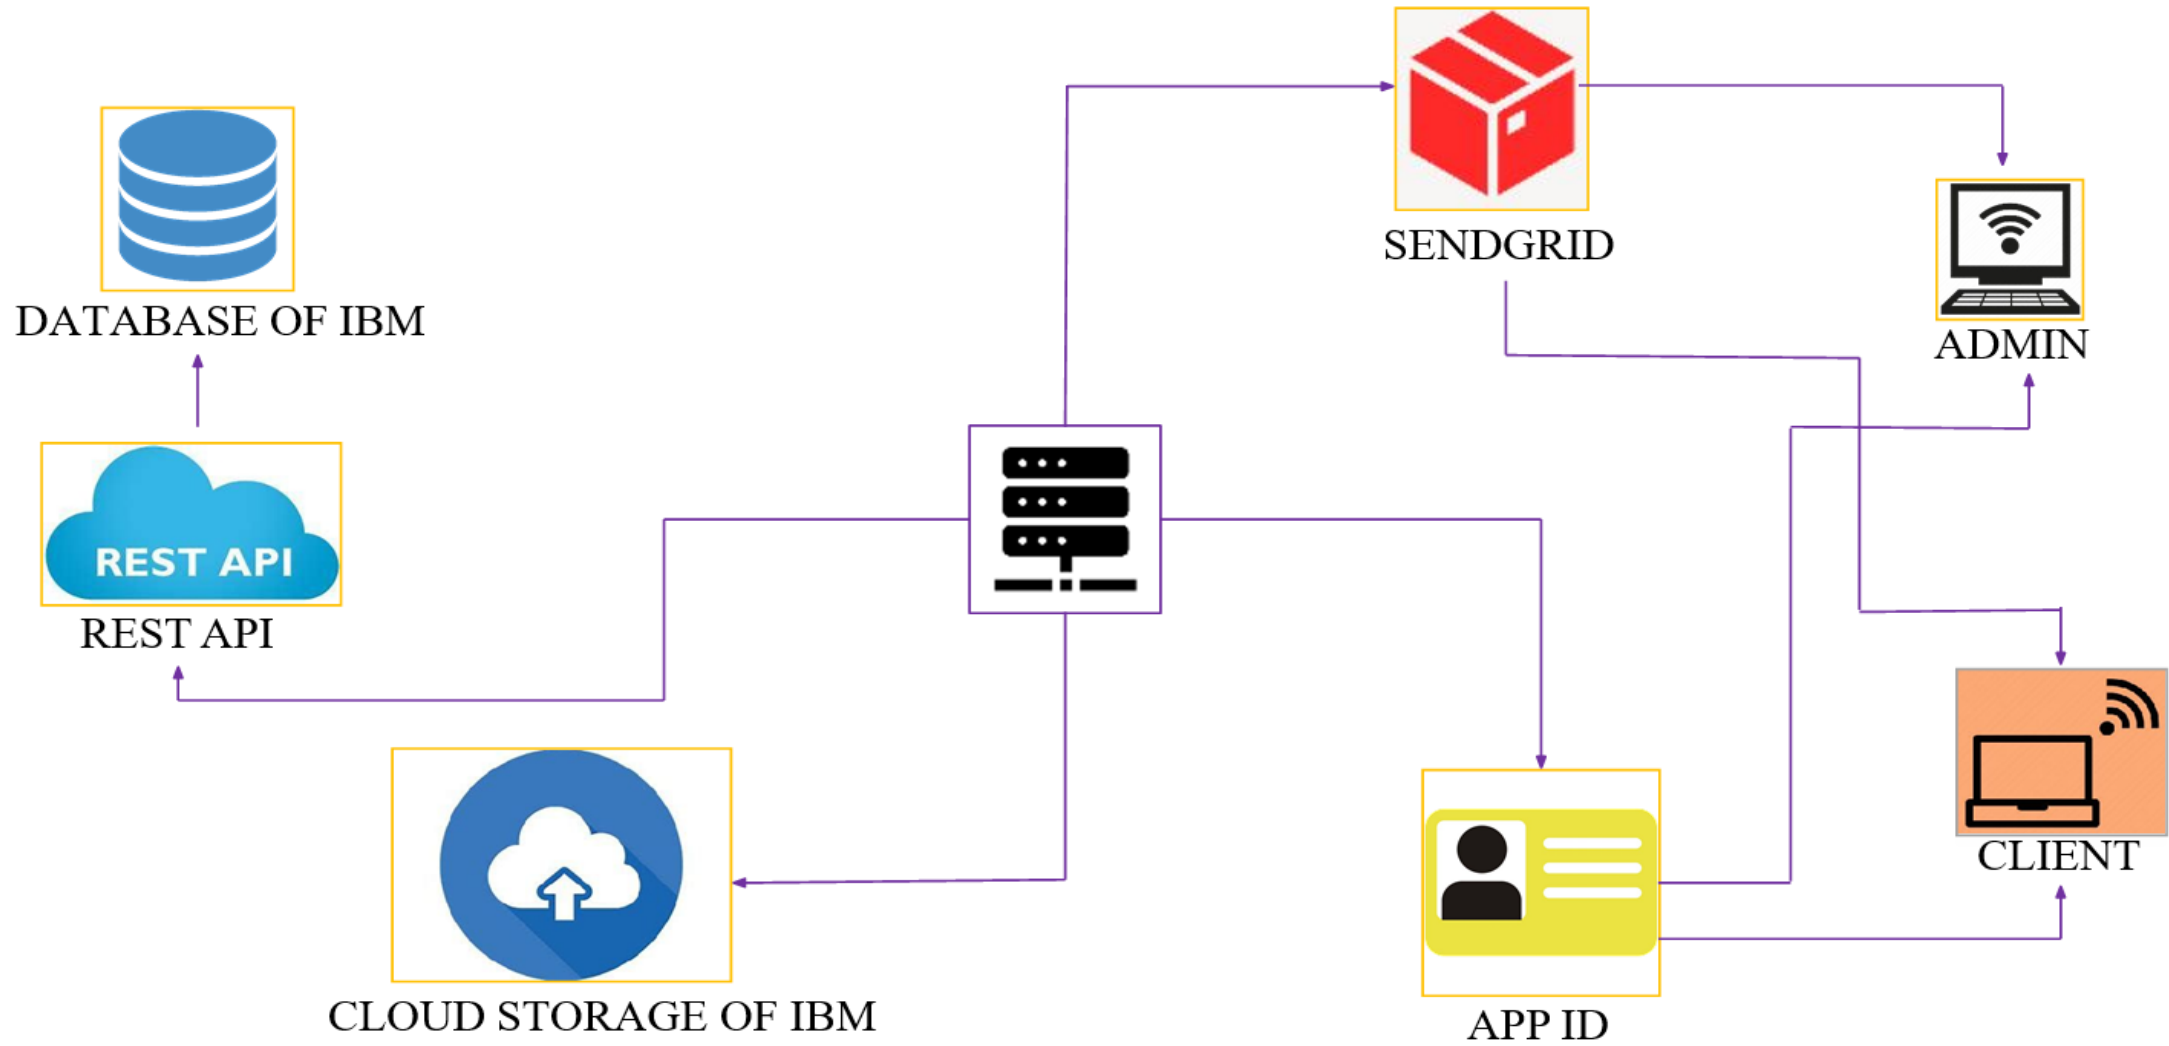 SENDGRID
DATABASE OF IBM
ADMIN
REST API
REST API
CLIENT
CLOUD STORAGE OF IBM
APP ID